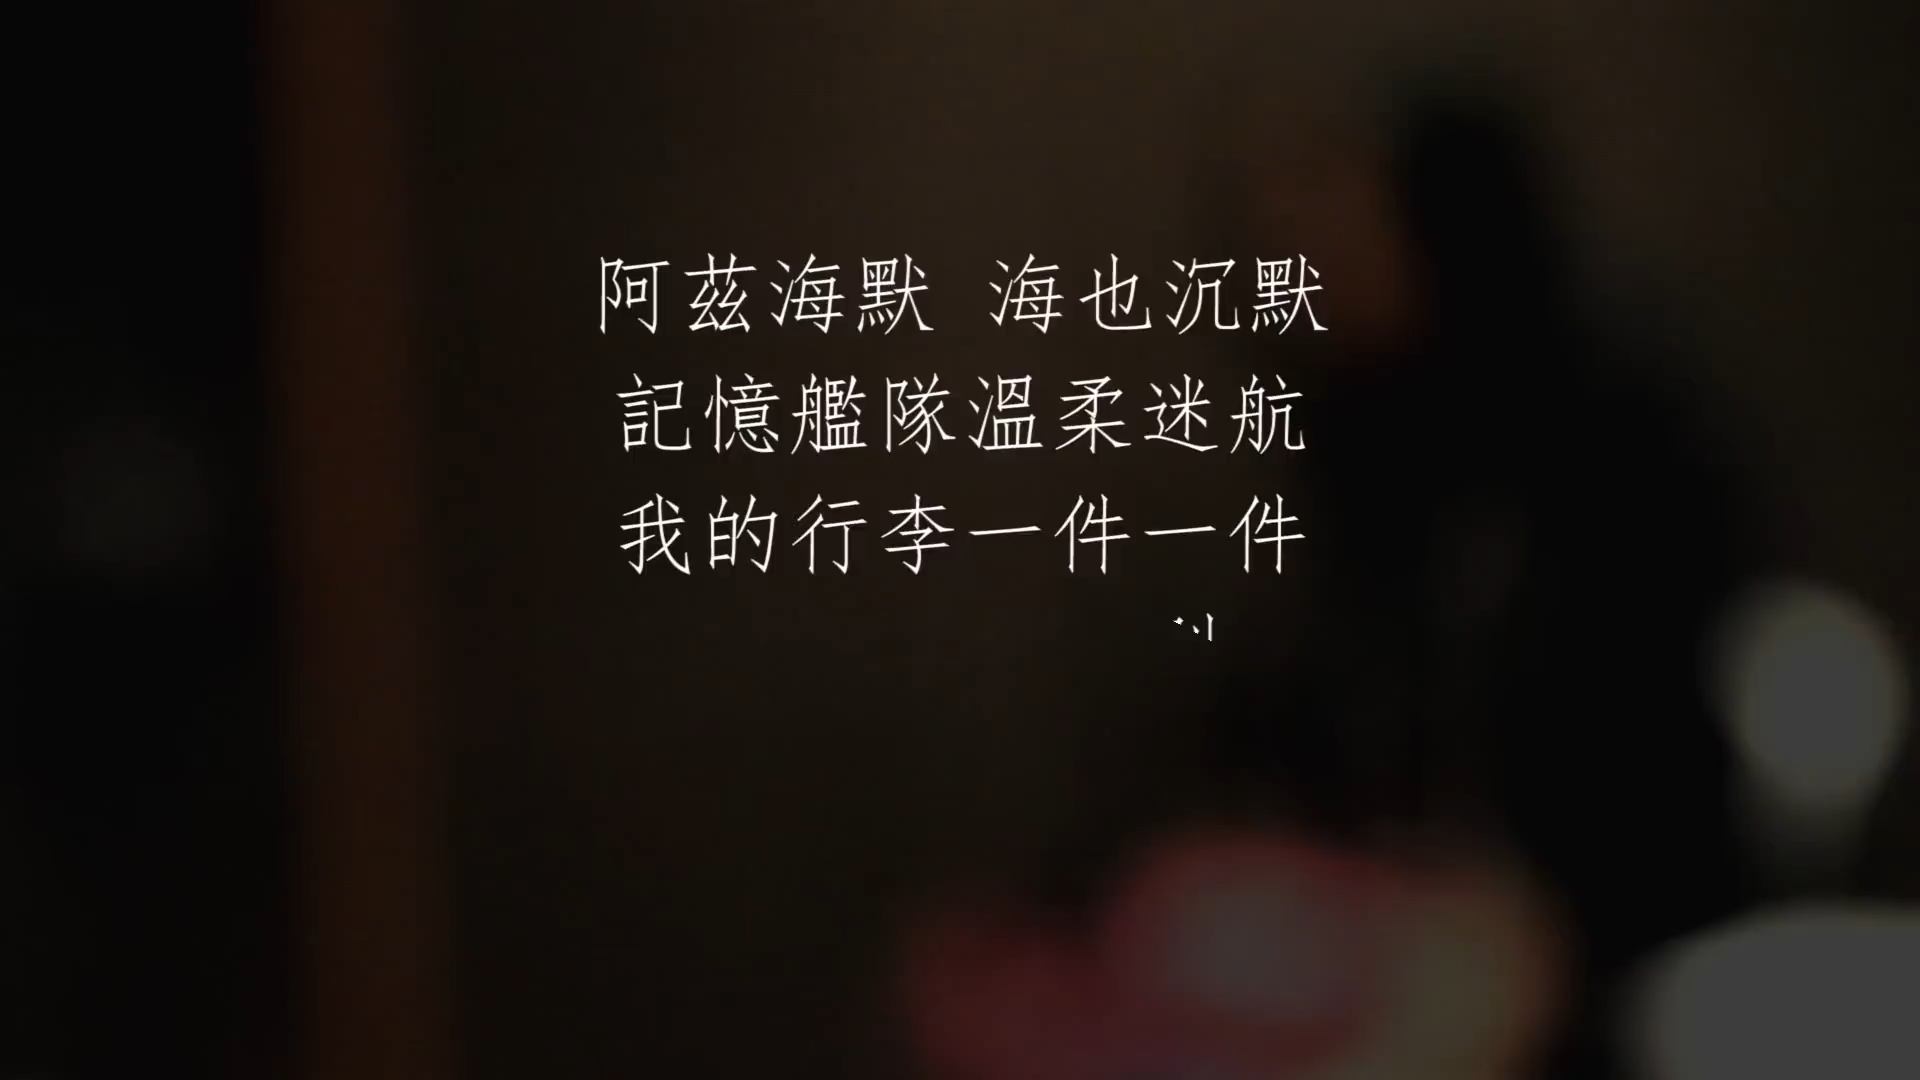 阿茲海默 海也沉默
記憶艦隊溫柔迷航
我的行李一件一件